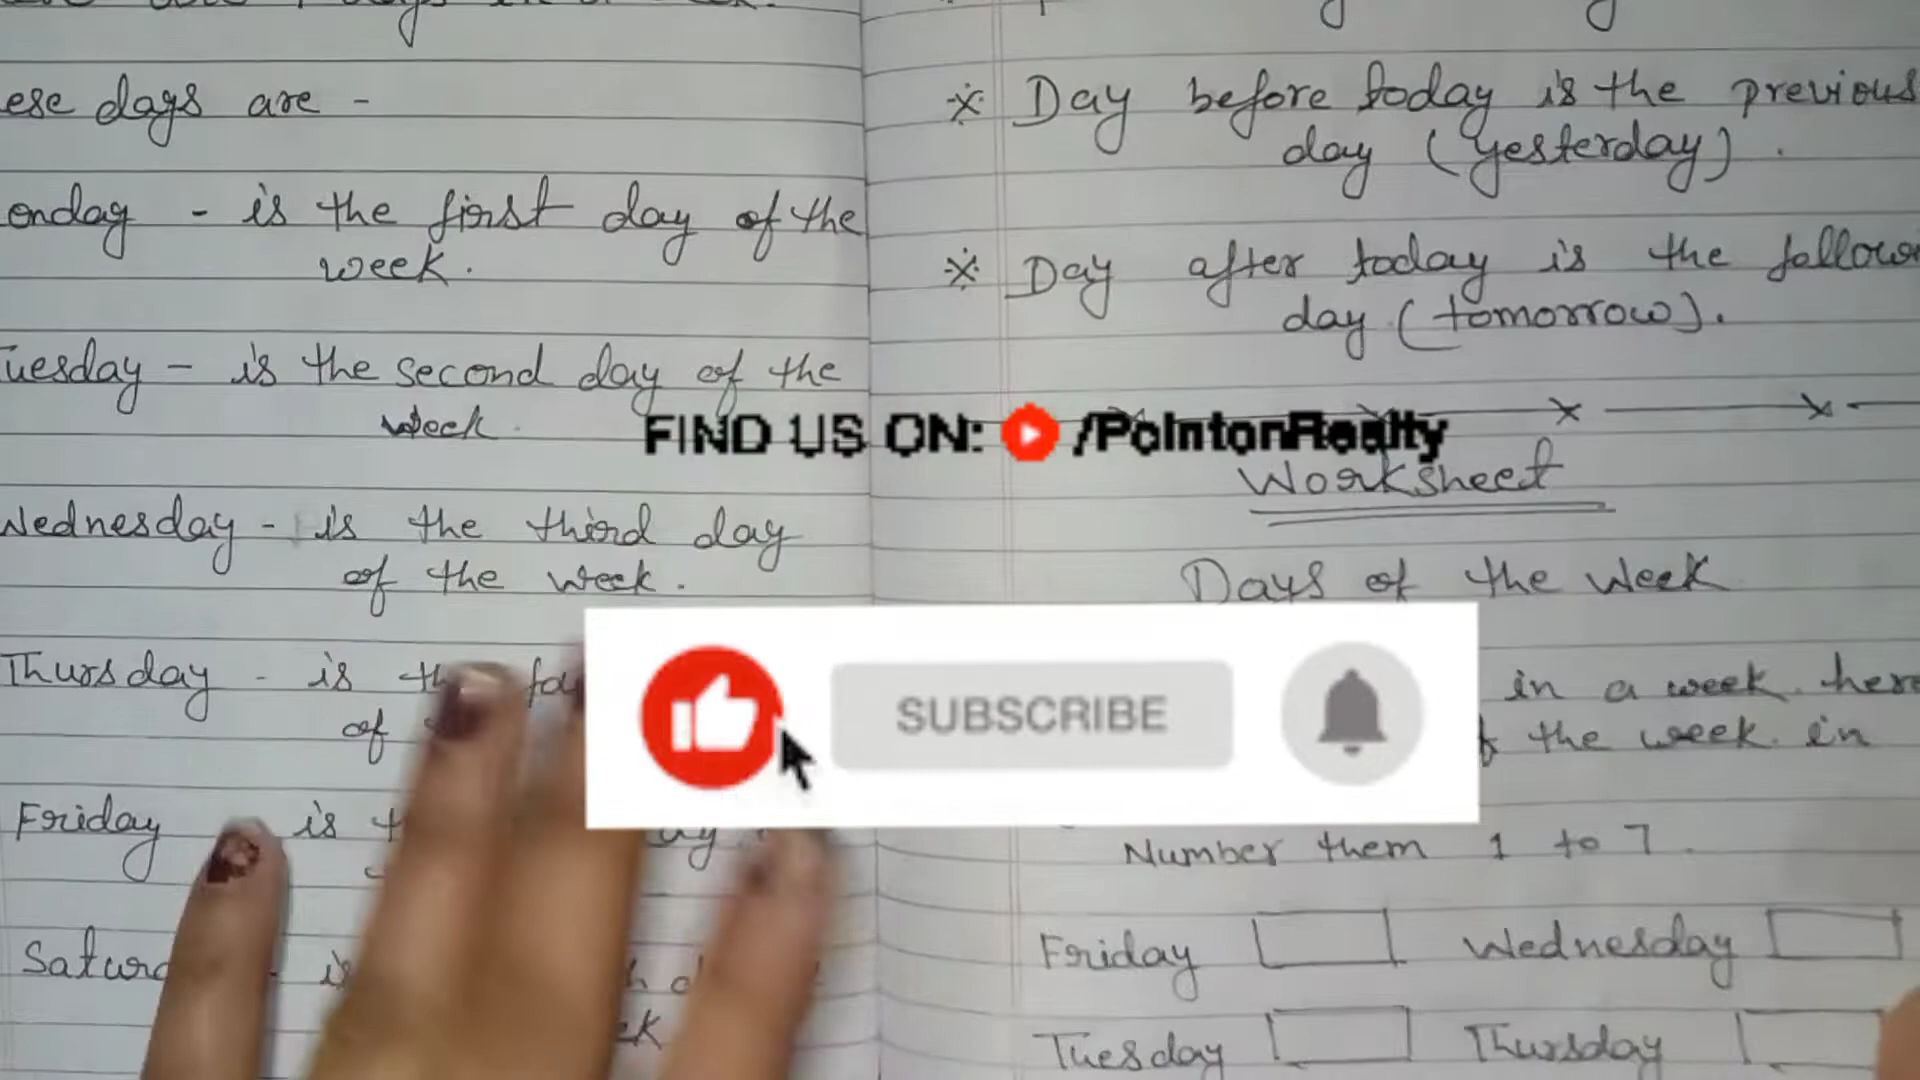 ese days are -
onday - is the first day of the
week.
uesday - is the second day of the
week.
Wednesday - is the third day
of the week.
Thursday - is
of
Friday is
is
* Day before today is the previous
day (yesterday).
* Day after today is the
day (tomorrow).
FIND US ON: /PointonReality
Worksheet
Days of the Week
SUBSCRIBE
in a week. here
the week in
Number them 1 to 7.
Friday Wednesday
Tuesday Thursday